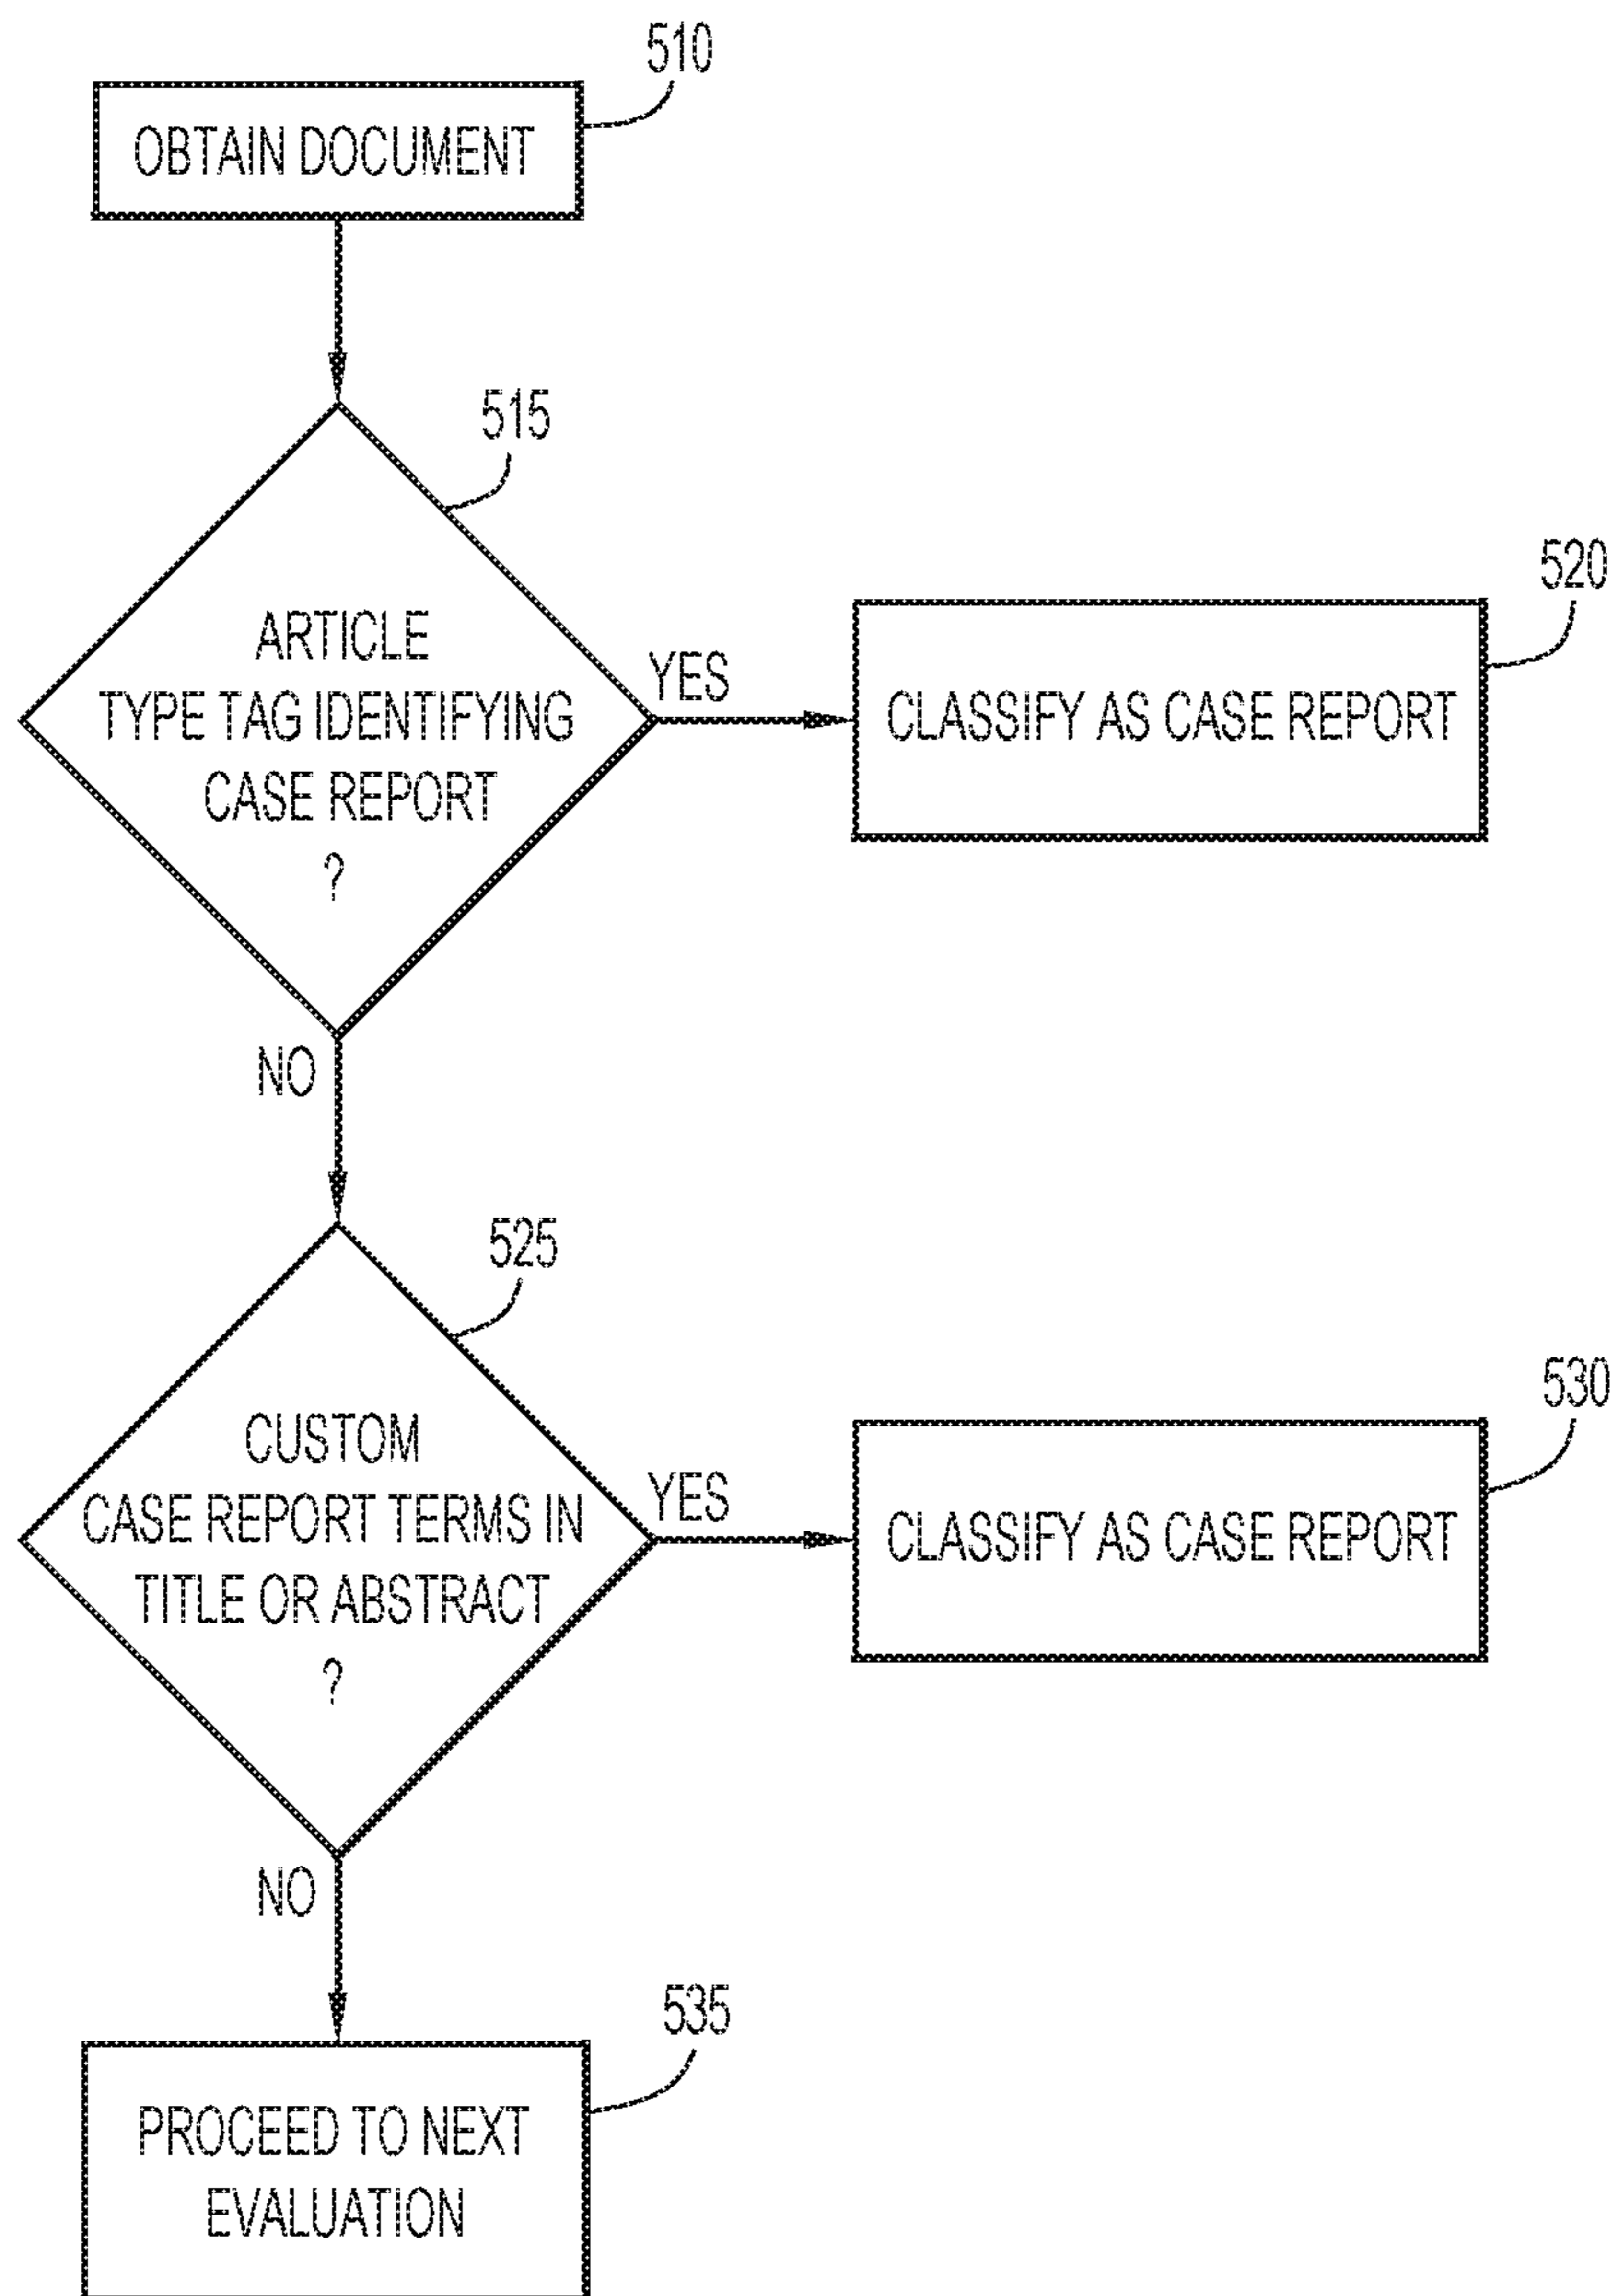 510
OBTAIN DOCUMENT
515
ARTICLE
TYPE TAG IDENTIFYING
CASE REPORT
?
YES
520
CLASSIFY AS CASE REPORT
NO
525
CUSTOM
CASE REPORT TERMS IN
TITLE OR ABSTRACT
?
YES
530
CLASSIFY AS CASE REPORT
NO
535
PROCEED TO NEXT
EVALUATION